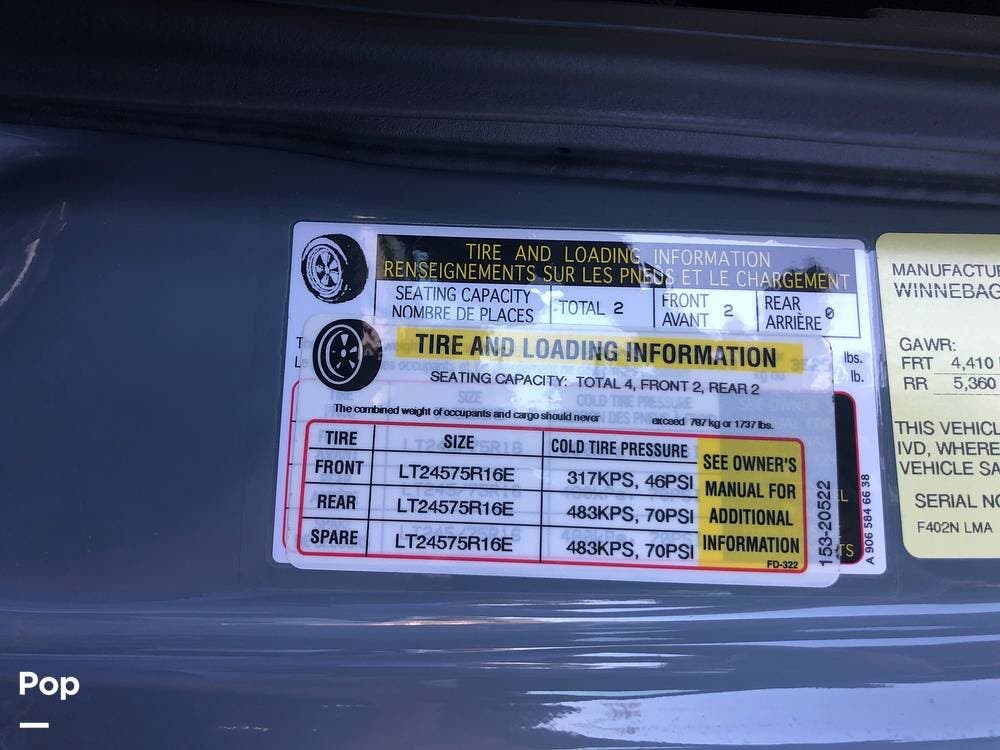 TIRE AND LOADING INFORMATION
RENSEIGNEMENTS SUR LES PNEUS ET LE CHARGEMENT
SEATING CAPACITY
NOMBRE DE PLACES
TOTAL 2
FRONT
AVANT 2
REAR
ARRIÈRE 0
lbs.
lb.
TIRE AND LOADING INFORMATION
SEATING CAPACITY: TOTAL 4, FRONT 2, REAR 2
The combined weight of occupants and cargo should never exceed 787 kg or 1737 lbs.
TIRE SIZE COLD TIRE PRESSURE
FRONT LT24575R16E 317KPS, 46PSI
REAR LT24575R16E 483KPS, 70PSI
SPARE LT24575R16E 483KPS, 70PSI
SEE OWNER'S
MANUAL FOR
ADDITIONAL
INFORMATION
FD-322
153-20522
A 906 584 66 38
MANUFACTU
WINNEBAG
GAWR:
FRT 4,410
RR 5,360
THIS VEHICL
IVD, WHERE
VEHICLE SA
SERIAL NO
F402N LMA
Pop